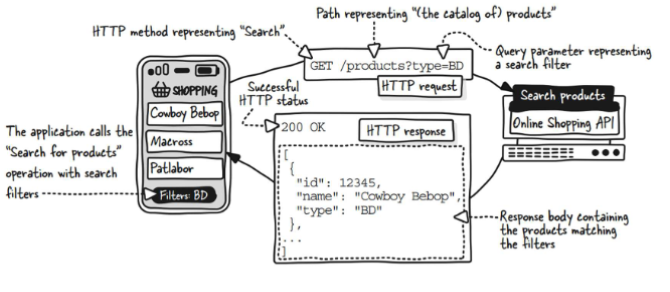 Path representing "(the catalog of) products"
HTTP method representing "Search"
GET /products?type=BD
Query parameter representing
a search filter
HTTP request
SHOPPING
Cowboy Bebop
Macross
Patlabor
Filters: BD
The application calls the
"Search for products"
operation with search
filters
Successful
HTTP status
200 OK
HTTP response
[
{
"id": 12345,
"name": "Cowboy Bebop",
"type": "BD"
},
...
]
Search products
Online Shopping API
Response body containing
the products matching
the filters